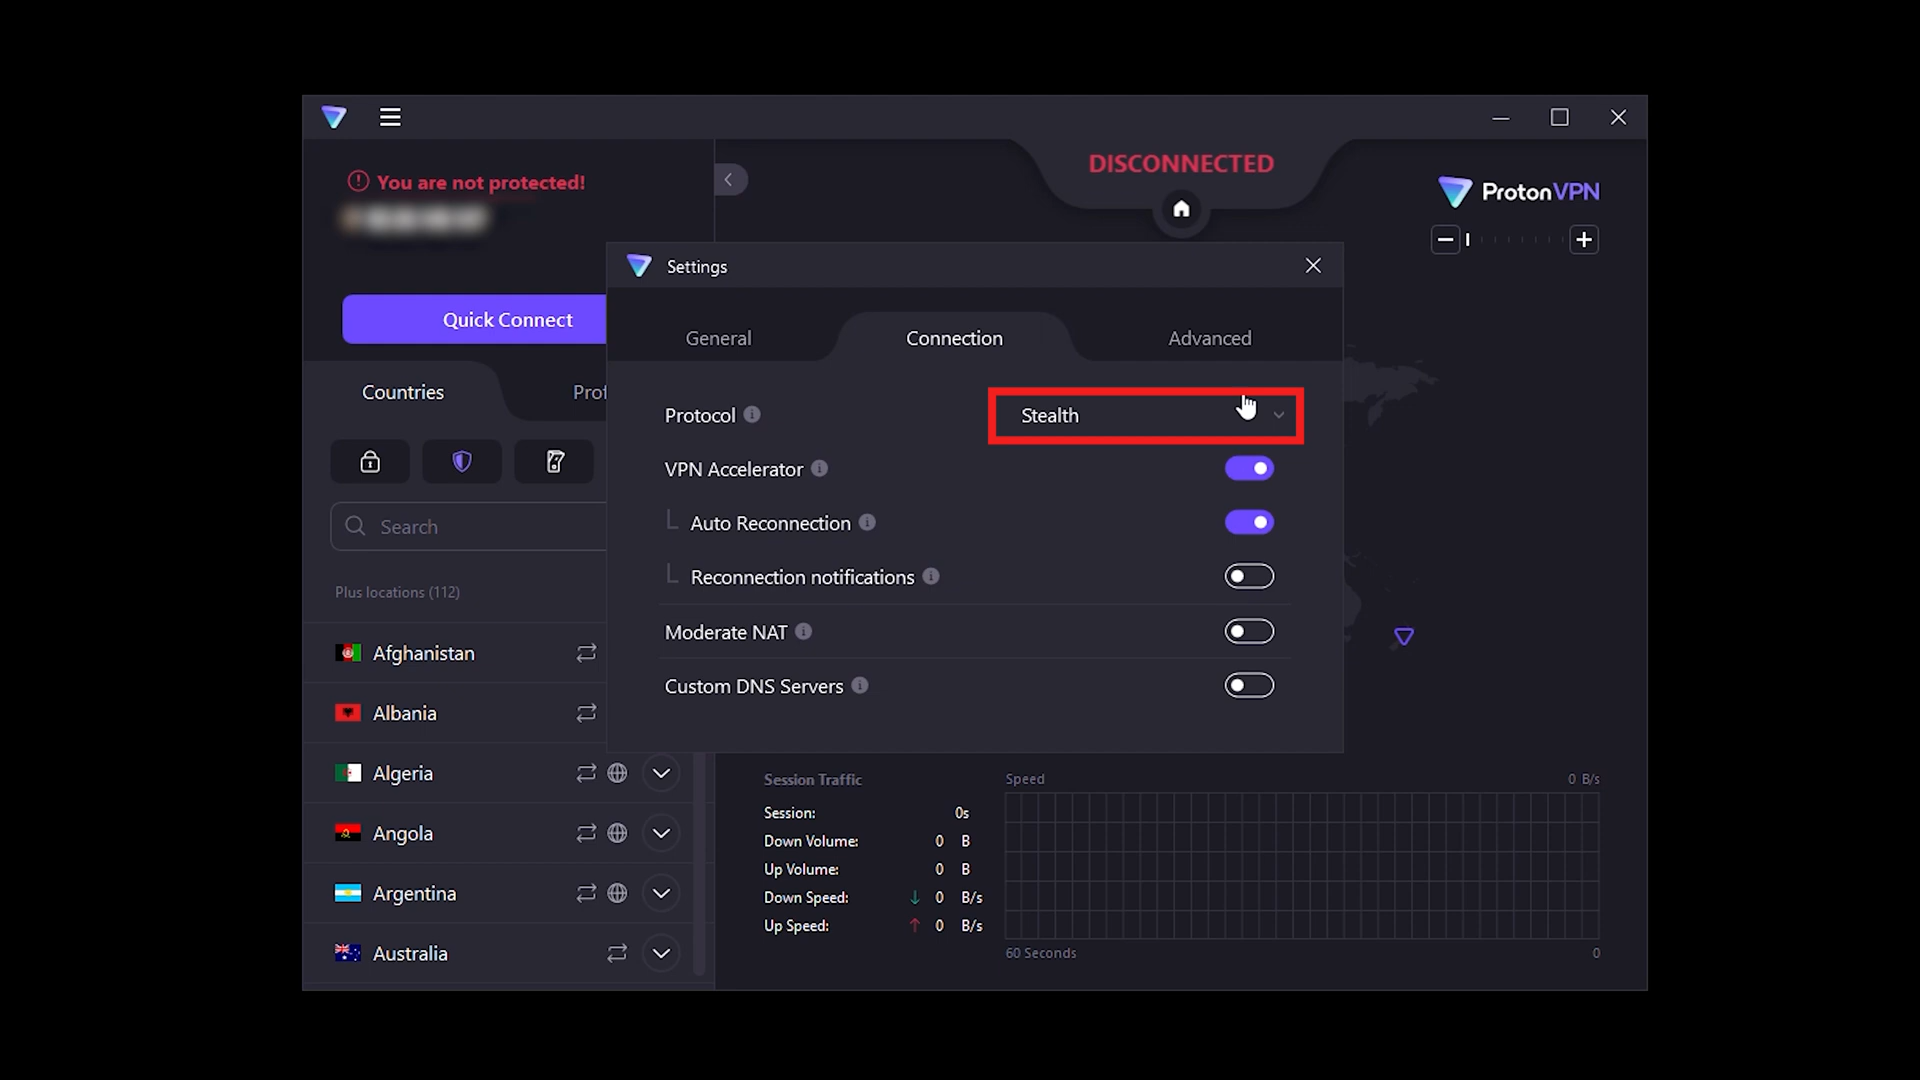 DISCONNECTED
You are not protected!
ProtonVPN
Settings
Quick Connect
General
Connection
Advanced
Countries
Prof
Protocol
Stealth
VPN Accelerator
Auto Reconnection
Search
Reconnection notifications
Plus locations (112)
Moderate NAT
Afghanistan
Custom DNS Servers
Albania
Algeria
Angola
Argentina
Australia
Session Traffic
Session: 0s
Down Volume: 0 B
Up Volume: 0 B
Down Speed: 0 B/s
Up Speed: 0 B/s
Speed
0 B/s
60 Seconds
0